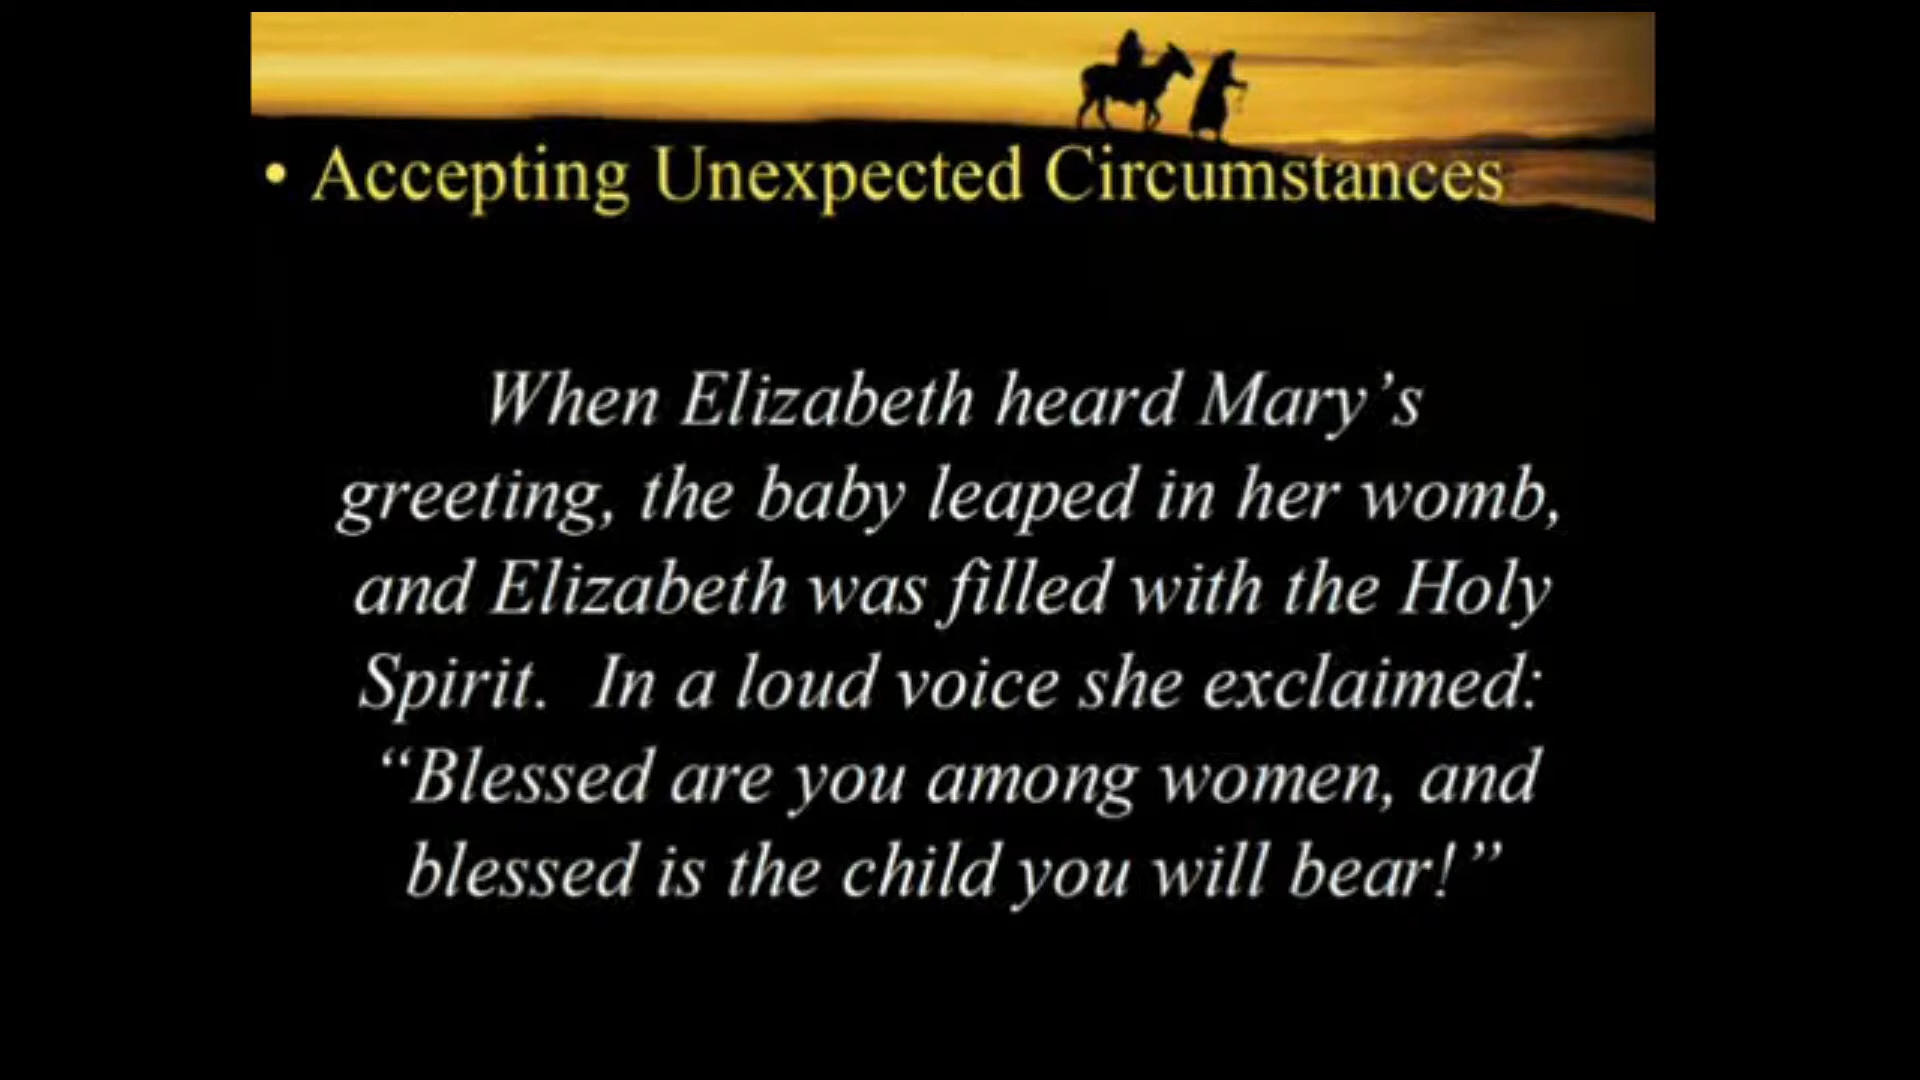 • Accepting Unexpected Circumstances
When Elizabeth heard Mary’s
greeting, the baby leaped in her womb,
and Elizabeth was filled with the Holy
Spirit.  In a loud voice she exclaimed:
“Blessed are you among women, and
blessed is the child you will bear!”